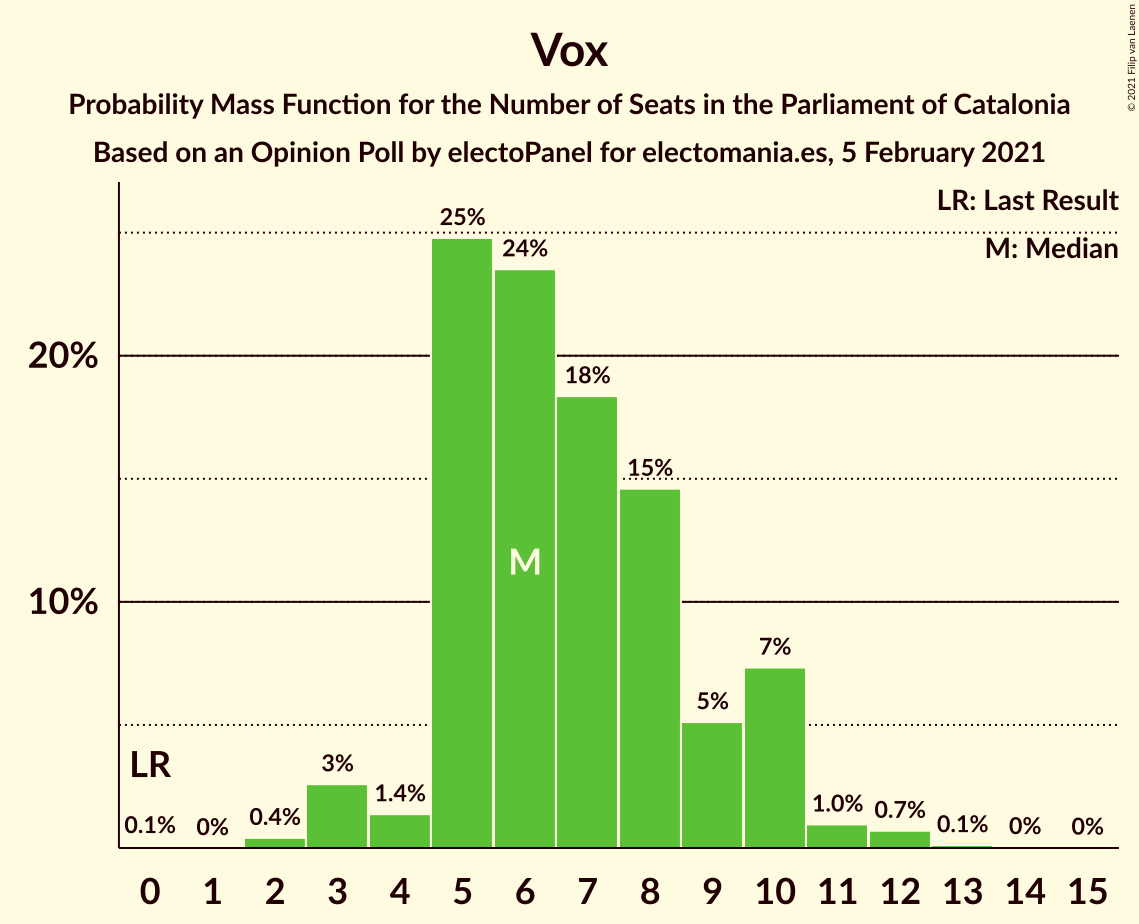 Vox
Probability Mass Function for the Number of Seats in the Parliament of Catalonia
Based on an Opinion Poll by electoPanel for electomania.es, 5 February 2021
© 2021 Filip van Laenen
LR: Last Result
M: Median
25%
24%
20%
18%
15%
M
10%
7%
5%
LR
3%
1.4%
1.0%
0.7%
0.4%
0.1%
0%
0.1%
0%
0%
0 1 2 3 4 5 6 7 8 9 10 11 12 13 14 15